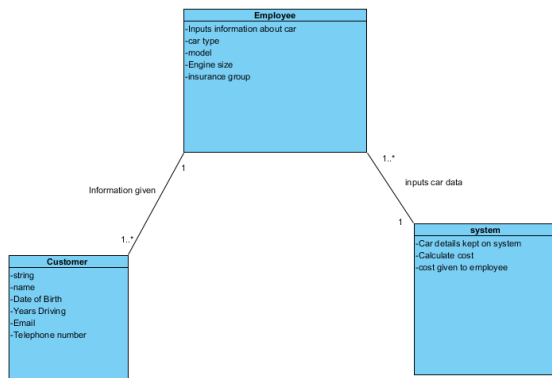 Employee
-Inputs information about car
-car type
-model
-Engine size
-insurance group
1
1..*
Information given
inputs car data
1..*
1
Customer
-string
-name
-Date of Birth
-Years Driving
-Email
-Telephone number
system
-Car details kept on system
-Calculate cost
-cost given to employee